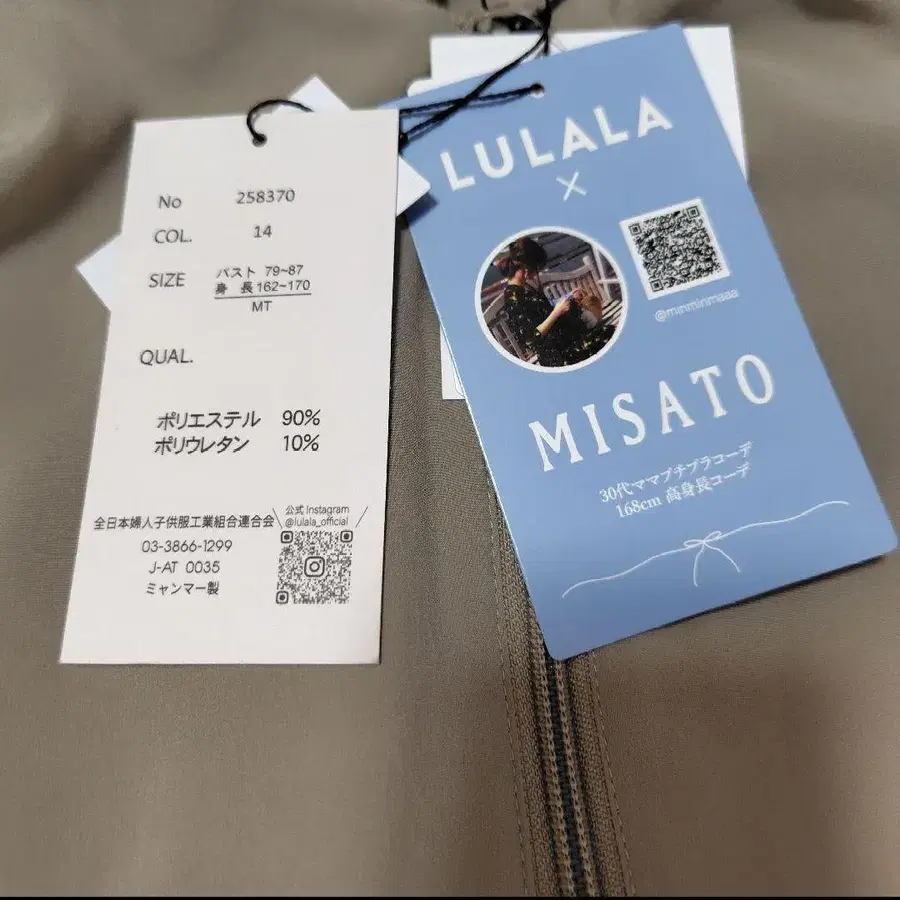 No 258370
COL. 14
SIZE バスト 79~87
身 長 162~170
MT
QUAL.
ポリエステル 90%
ポリウレタン 10%
公式 Instagram
@lulala_official
全日本婦人子供服工業組合連合会
03-3866-1299
J-AT 0035
ミャンマー製
LULALA
×
@minminmaaa
MISATO
30代ママプチプラコーデ
168cm 高身長コーデ